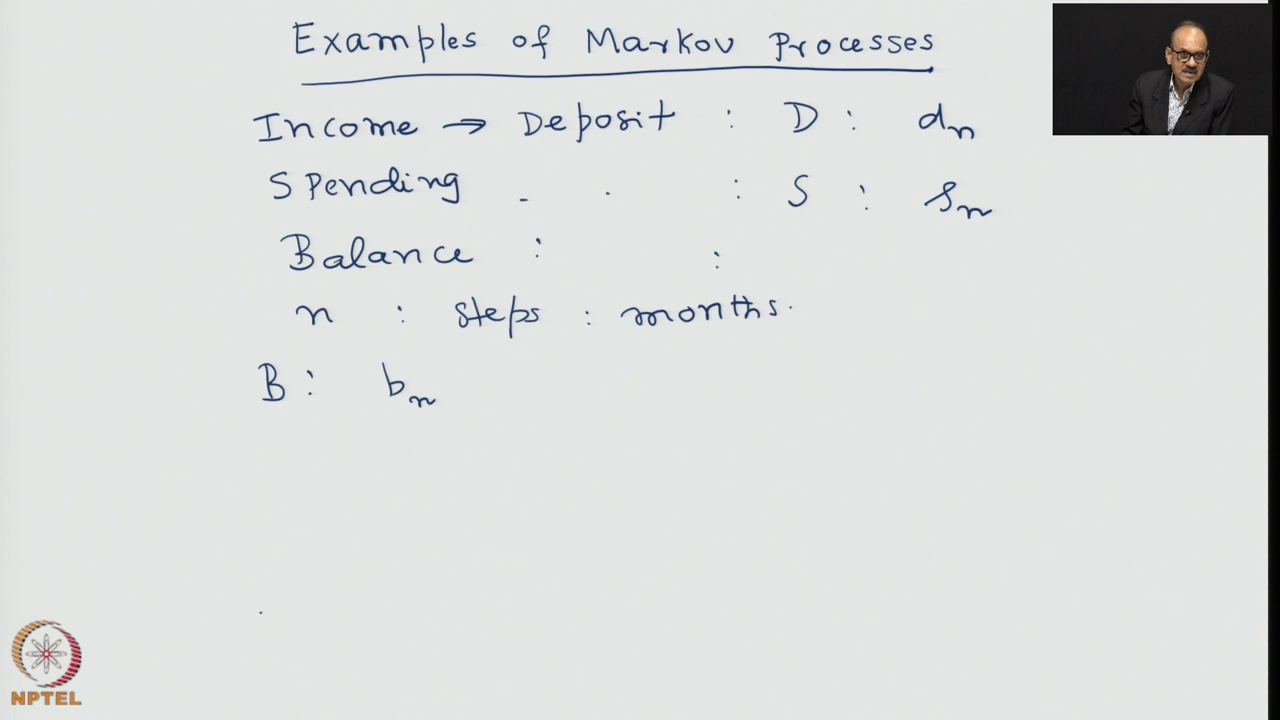 Examples of Markov Processes
Income → Deposit : D : dn
Spending - . : S : sn
Balance : :
n : steps : months.
B : bn
NPTEL